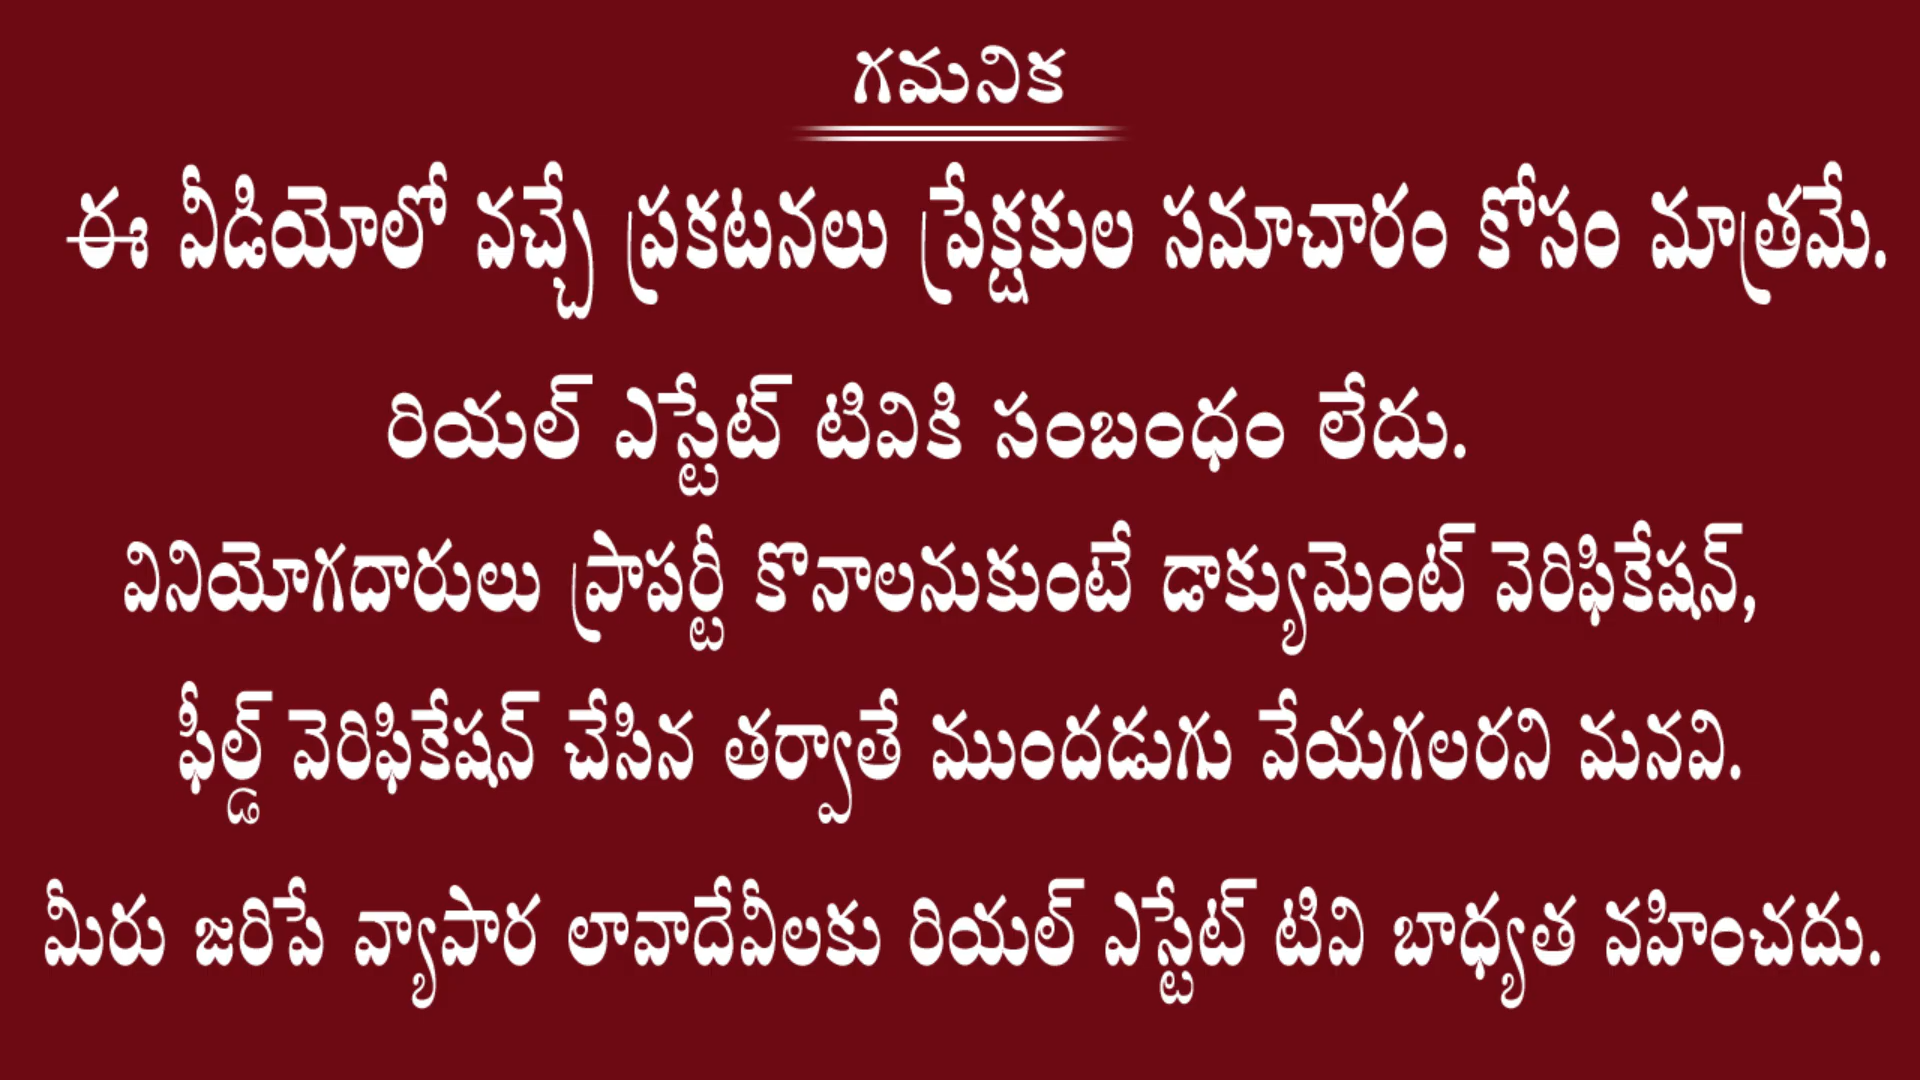 గమనిక
ఈ వీడియోలో వచ్చే ప్రకటనలు ప్రేక్షకుల సమాచారం కోసం మాత్రమే.
రియల్ ఎస్టేట్ టివికి సంబంధం లేదు.
వినియోగదారులు ప్రాపర్టీ కొనాలనుకుంటే డాక్యుమెంట్ వెరిఫికేషన్,
ఫీల్డ్ వెరిఫికేషన్ చేసిన తర్వాతే ముందడుగు వేయగలరని మనవి.
మీరు జరిపే వ్యాపార లావాదేవీలకు రియల్ ఎస్టేట్ టివి బాధ్యత వహించదు.